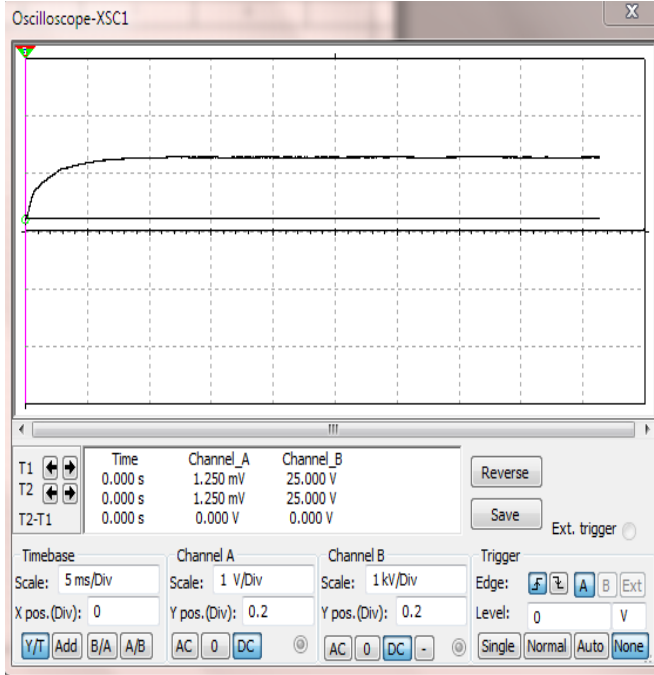 Oscilloscope-XSC1
X
Time Channel_A Channel_B
T1 0.000 s 1.250 mV 25.000 V
T2 0.000 s 1.250 mV 25.000 V
T2-T1 0.000 s 0.000 V 0.000 V
Reverse
Save
Ext. trigger
Timebase
Scale: 5 ms/Div
X pos.(Div): 0
Y/T Add B/A A/B
Channel A
Scale: 1 V/Div
Y pos.(Div): 0.2
AC 0 DC
Channel B
Scale: 1 kV/Div
Y pos.(Div): 0.2
AC 0 DC -
Trigger
Edge: A B Ext
Level: 0 V
Single Normal Auto None